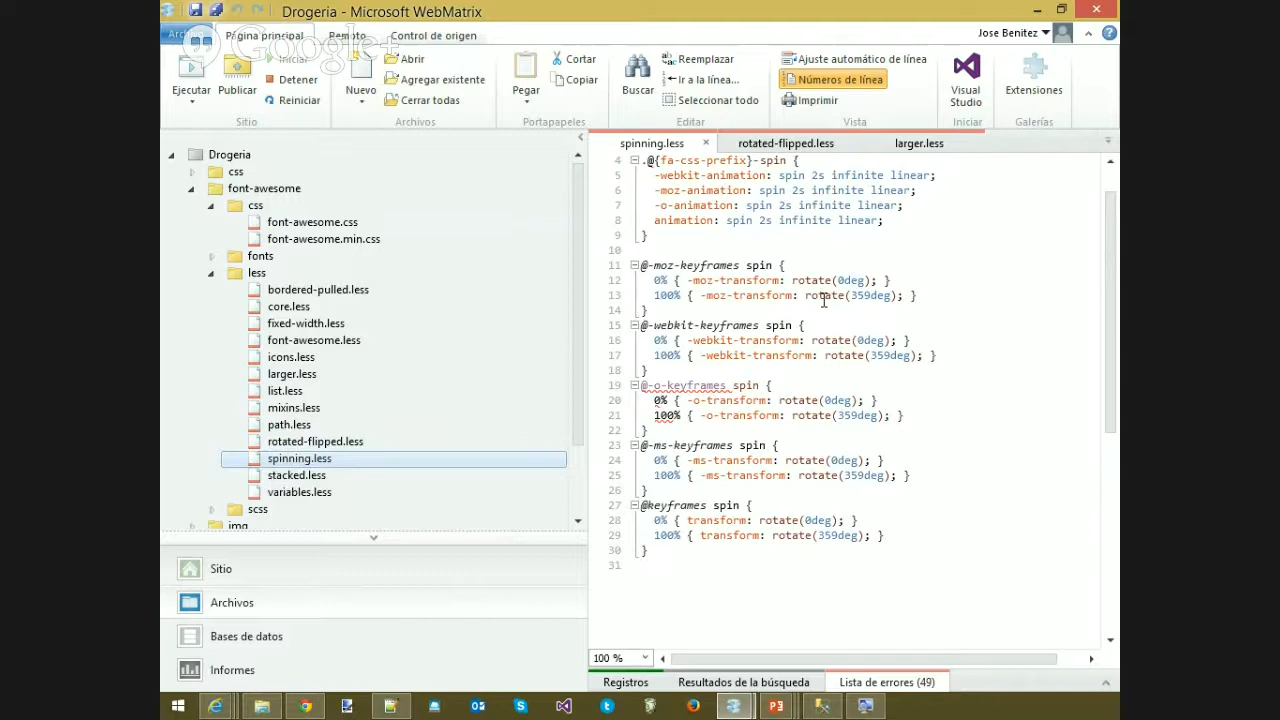 Drogeria - Microsoft WebMatrix
Archivo Página principal Remoto Control de origen Jose Benitez
Google+
Ejecutar
Publicar
Iniciar
Detener
Reiniciar
Sitio
Nuevo
Abrir
Agregar existente
Cerrar todas
Archivos
Pegar
Cortar
Copiar
Portapapeles
Buscar
Reemplazar
Ir a la línea...
Seleccionar todo
Editar
Ajuste automático de línea
Números de línea
Imprimir
Vista
Visual
Studio
Iniciar
Extensiones
Galerías
Drogeria
css
font-awesome
css
font-awesome.css
font-awesome.min.css
fonts
less
bordered-pulled.less
core.less
fixed-width.less
font-awesome.less
icons.less
larger.less
list.less
mixins.less
path.less
rotated-flipped.less
spinning.less
stacked.less
variables.less
scss
img
Sitio
Archivos
Bases de datos
Informes
spinning.less × rotated-flipped.less larger.less
4 .@{fa-css-prefix}-spin {
5 -webkit-animation: spin 2s infinite linear;
6 -moz-animation: spin 2s infinite linear;
7 -o-animation: spin 2s infinite linear;
8 animation: spin 2s infinite linear;
9 }
10
11 @-moz-keyframes spin {
12 0% { -moz-transform: rotate(0deg); }
13 100% { -moz-transform: rotate(359deg); }
14 }
15 @-webkit-keyframes spin {
16 0% { -webkit-transform: rotate(0deg); }
17 100% { -webkit-transform: rotate(359deg); }
18 }
19 @-o-keyframes spin {
20 0% { -o-transform: rotate(0deg); }
21 100% { -o-transform: rotate(359deg); }
22 }
23 @-ms-keyframes spin {
24 0% { -ms-transform: rotate(0deg); }
25 100% { -ms-transform: rotate(359deg); }
26 }
27 @keyframes spin {
28 0% { transform: rotate(0deg); }
29 100% { transform: rotate(359deg); }
30 }
31
100 %
Registros Resultados de la búsqueda Lista de errores (49)